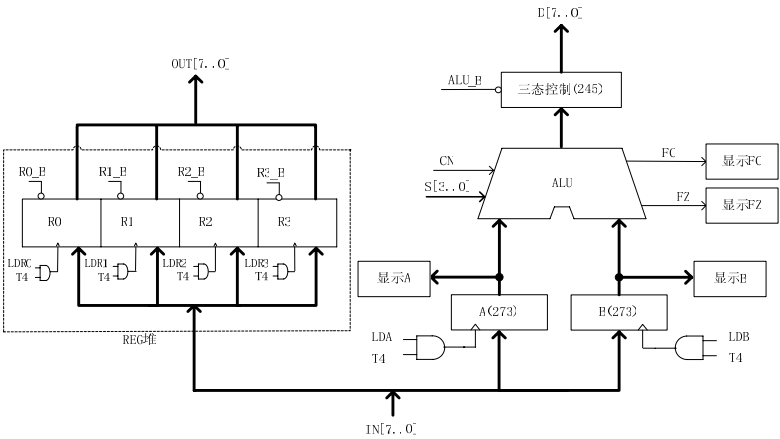 D[7..0]
OUT[7..0]
ALU_B
三态控制(245)
CN
S[3..0]
ALU
FC
显示FC
FZ
显示FZ
R0_B
R1_B
R2_B
R3_B
R0
R1
R2
R3
LDR0
T4
LDR1
T4
LDR2
T4
LDR3
T4
REG堆
显示A
显示B
A(273)
B(273)
LDA
T4
LDB
T4
IN[7..0]